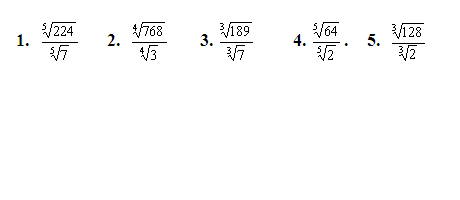 1. ⁵√224 / ⁵√7 2. ⁴√768 / ⁴√3 3. ³√189 / ³√7 4. ⁵√64 / ⁵√2 . 5. ³√128 / ³√2